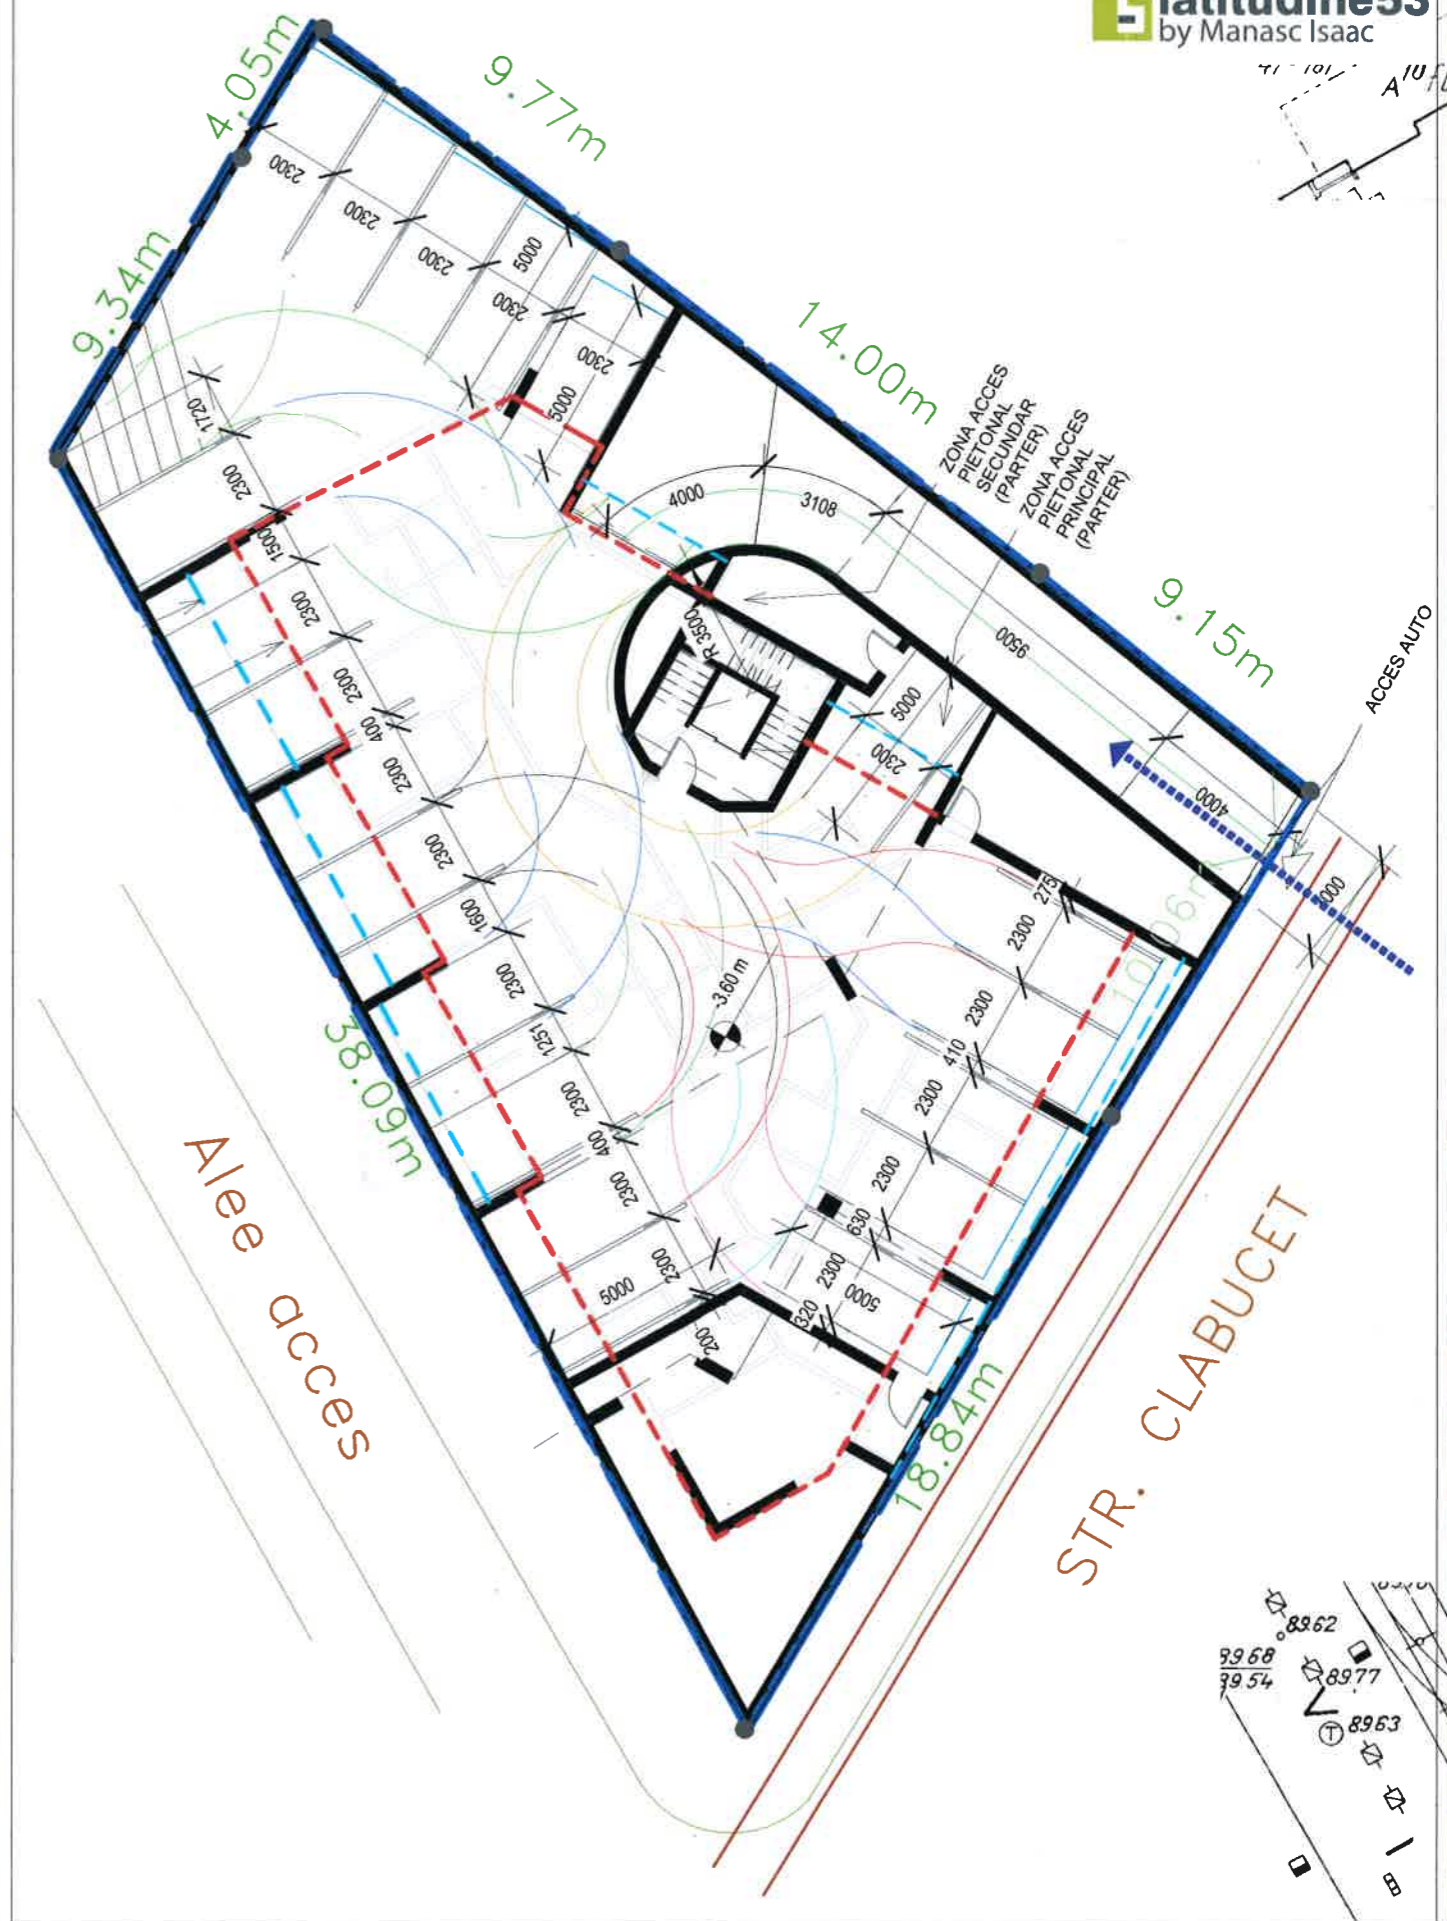 latitudine53
by Manasc Isaac
4.05m
9.77m
9.34m
14.00m
9.15m
38.09m
18.84m
2300
2300
2300
2300
5000
2300
5000
1720
2300
1500
2300
2300
400
2300
2300
1600
2300
1251
2300
400
2300
2300
5000
200
4000
3108
R 3500
9500
5000
2300
4000
275
2300
2300
410
2300
2300
630
2300
5000
320
-3.60 m
ZONA ACCES
PIETONAL
SECUNDAR
(PARTER)
ZONA ACCES
PIETONAL
PRINCIPAL
(PARTER)
ACCES AUTO
Alee acces
STR. CLABUCET
89.62
89.77
T 89.63